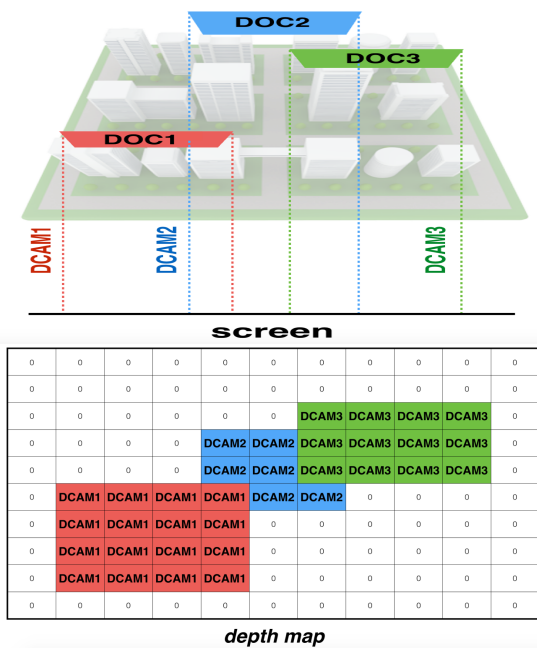 DOC2
DOC3
DOC1
DCAM1
DCAM2
DCAM3
screen
0 0 0 0 0 0 0 0 0 0 0
0 0 0 0 0 0 0 0 0 0 0
0 0 0 0 0 0 DCAM3 DCAM3 DCAM3 DCAM3 0
0 0 0 0 DCAM2 DCAM2 DCAM3 DCAM3 DCAM3 DCAM3 0
0 0 0 0 DCAM2 DCAM2 DCAM3 DCAM3 DCAM3 DCAM3 0
0 DCAM1 DCAM1 DCAM1 DCAM1 DCAM2 DCAM2 0 0 0 0
0 DCAM1 DCAM1 DCAM1 DCAM1 0 0 0 0 0 0
0 DCAM1 DCAM1 DCAM1 DCAM1 0 0 0 0 0 0
0 DCAM1 DCAM1 DCAM1 DCAM1 0 0 0 0 0 0
0 0 0 0 0 0 0 0 0 0 0
depth map